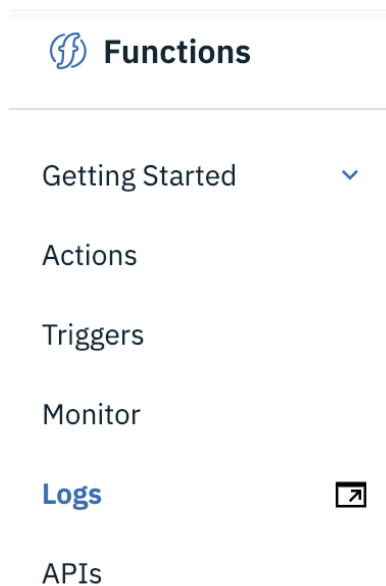 Functions
Getting Started
Actions
Triggers
Monitor
Logs
APIs